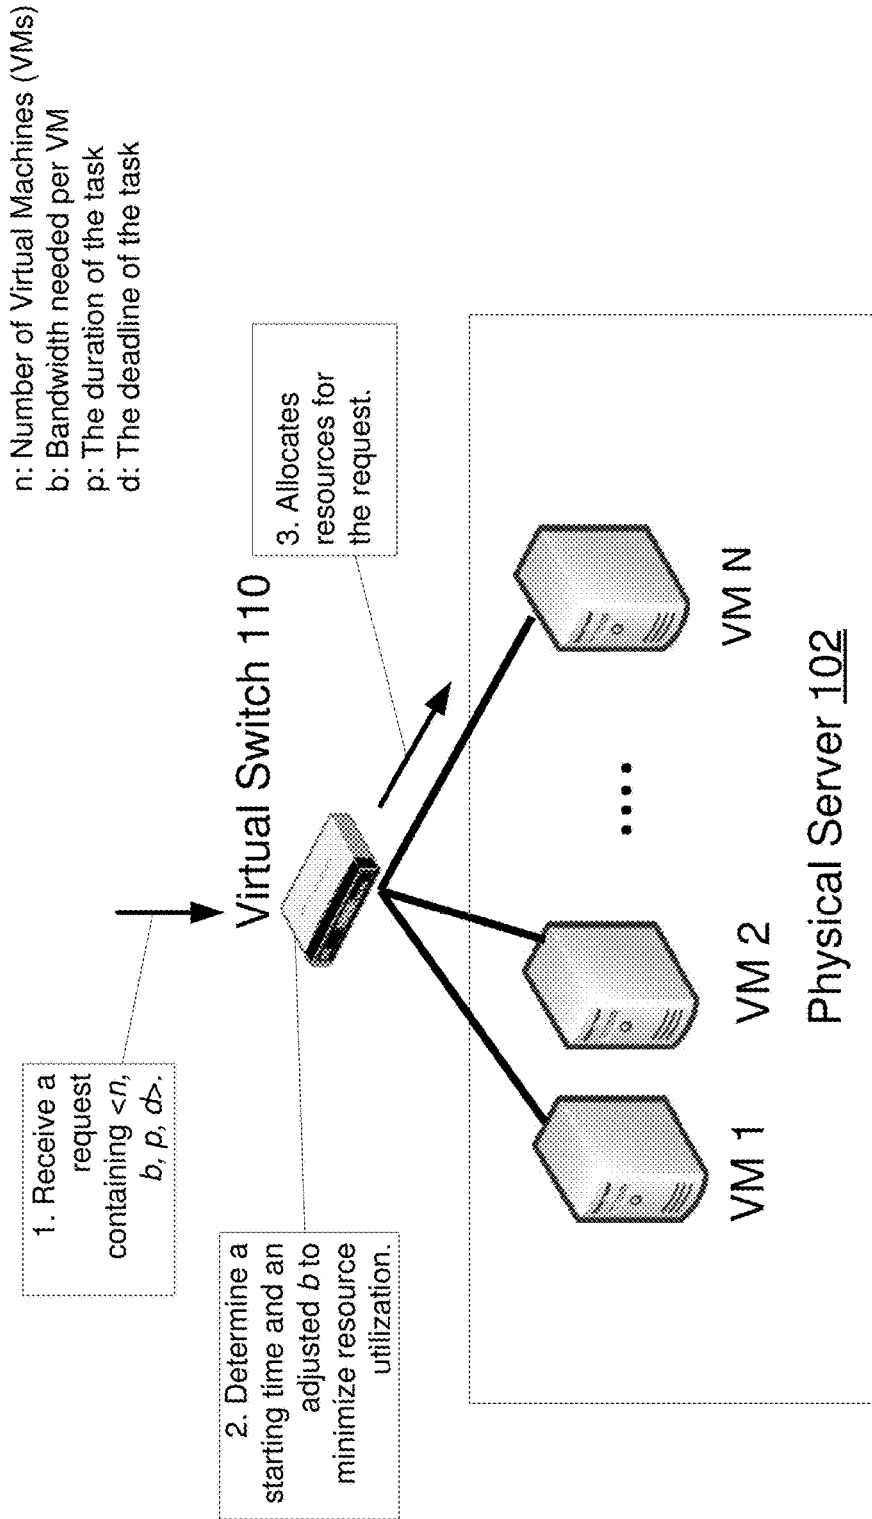 n: Number of Virtual Machines (VMs)
b: Bandwidth needed per VM
p: The duration of the task
d: The deadline of the task
1. Receive a
request
containing <n,
b, p, d>.
Virtual Switch 110
2. Determine a
starting time and an
adjusted b to
minimize resource
utilization.
3. Allocates
resources for
the request.
VM 1
VM 2
....
VM N
Physical Server 102